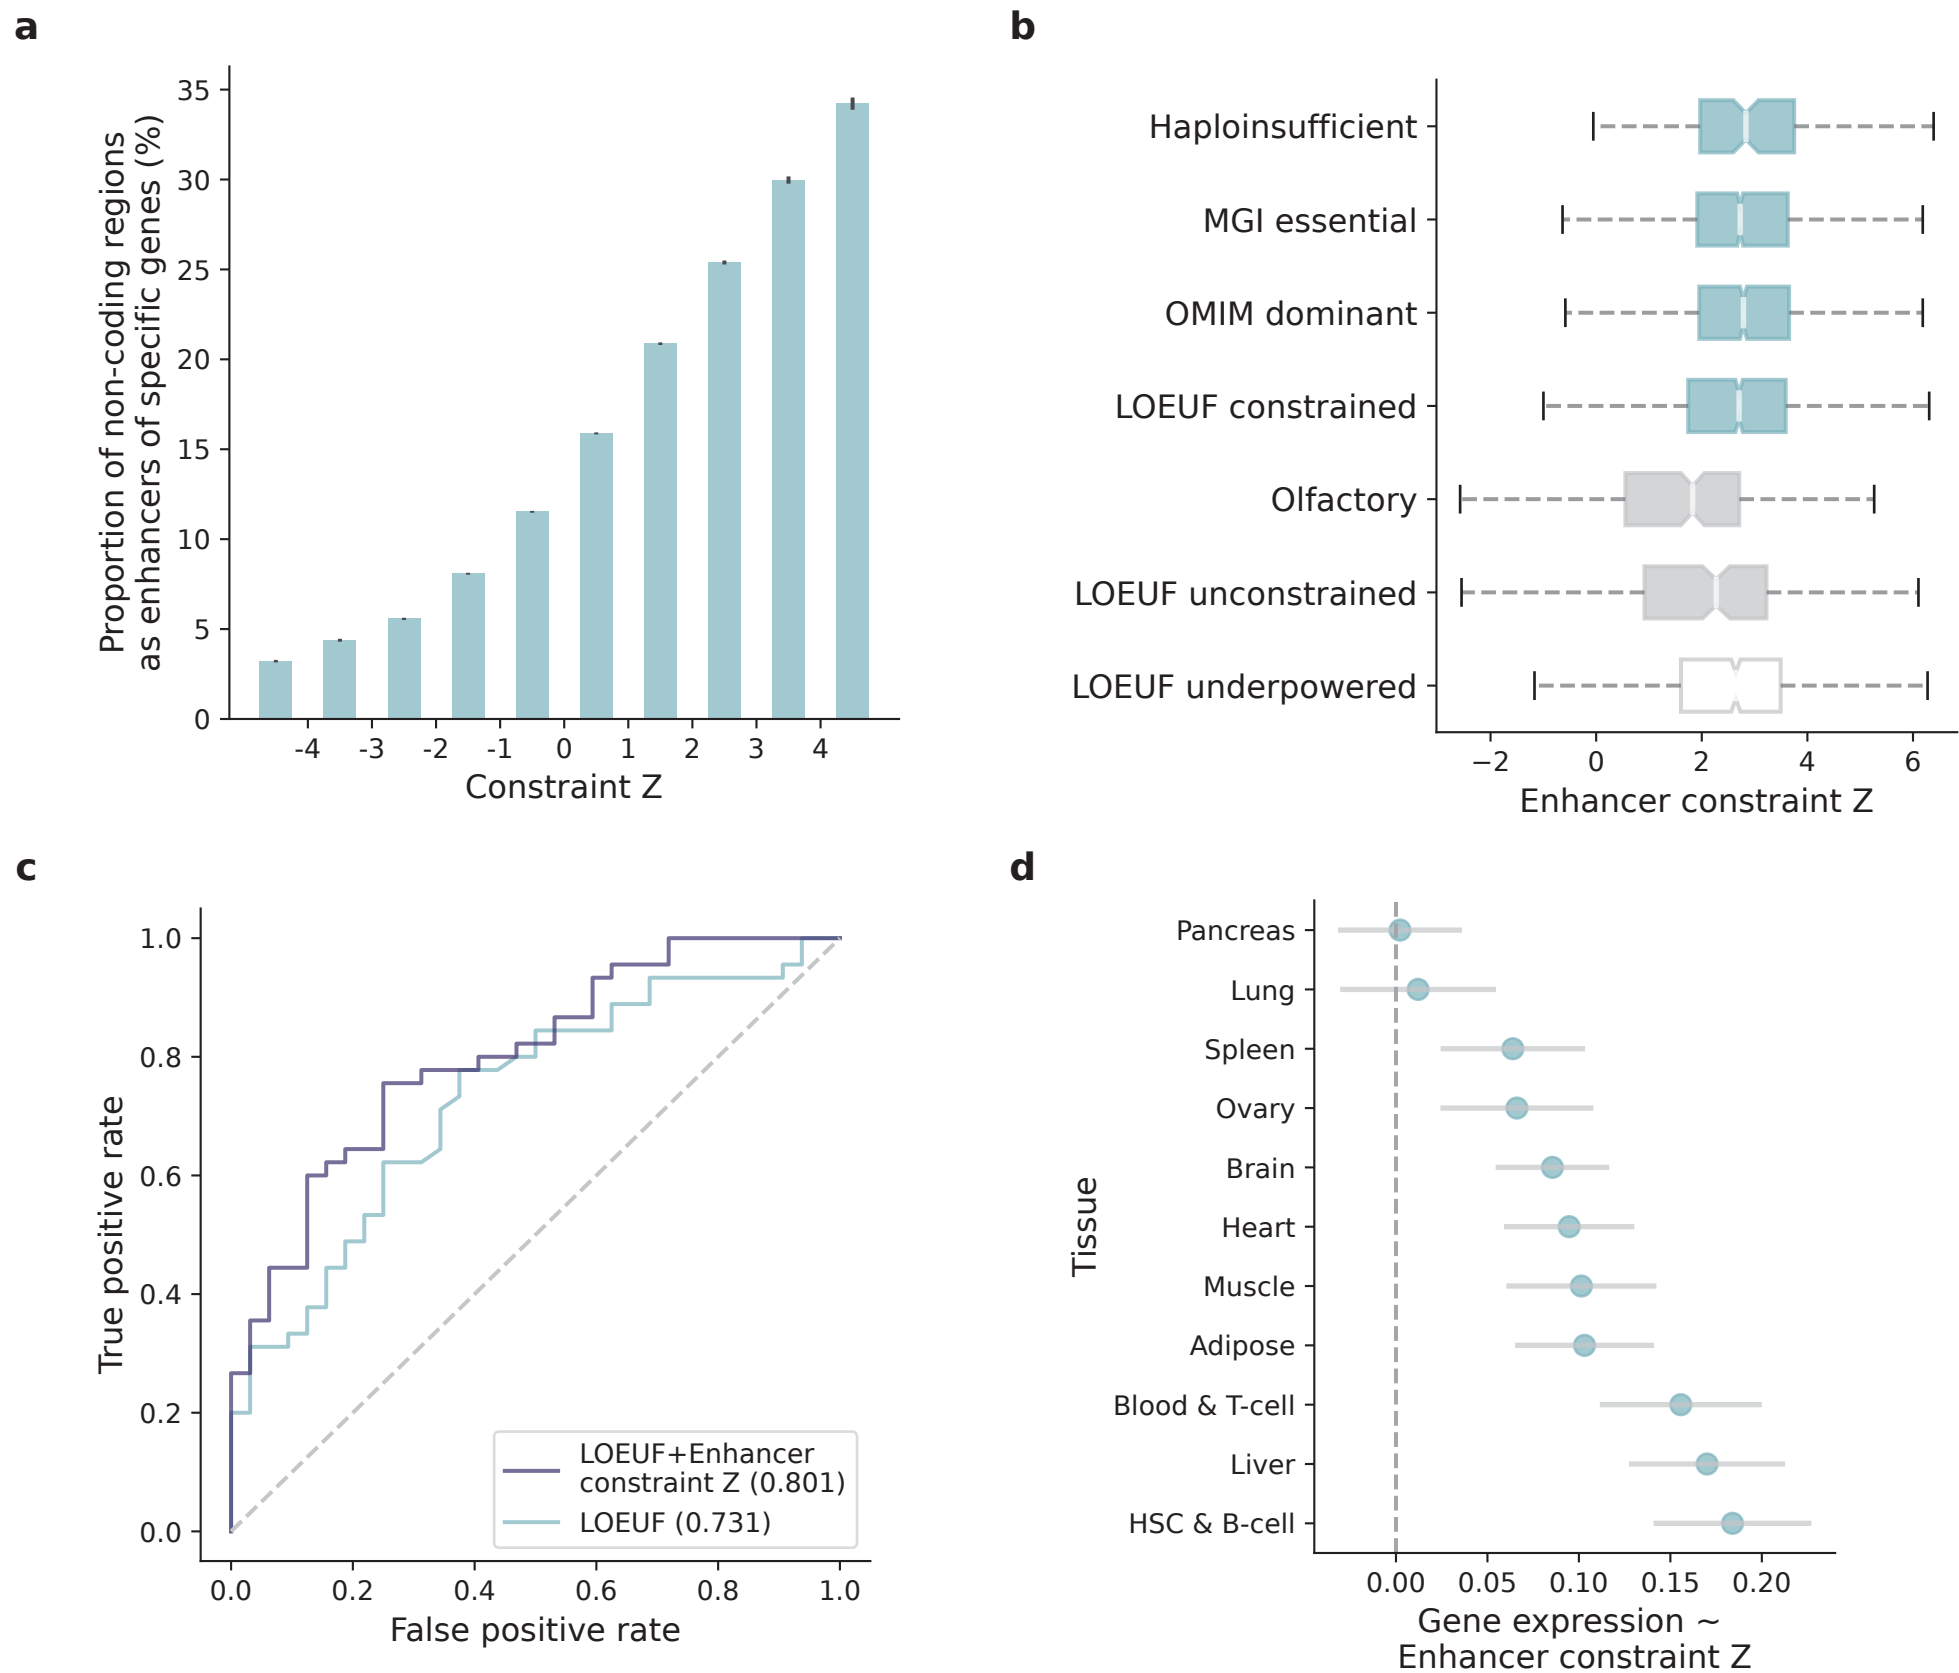 a
35
30
25
20
15
10
5
0
Proportion of non-coding regions
as enhancers of specific genes (%)
-4 -3 -2 -1 0 1 2 3 4
Constraint Z
b
Haploinsufficient
MGI essential
OMIM dominant
LOEUF constrained
Olfactory
LOEUF unconstrained
LOEUF underpowered
−2 0 2 4 6
Enhancer constraint Z
c
1.0
0.8
0.6
0.4
0.2
0.0
True positive rate
LOEUF+Enhancer
constraint Z (0.801)
LOEUF (0.731)
0.0 0.2 0.4 0.6 0.8 1.0
False positive rate
d
Tissue
Pancreas
Lung
Spleen
Ovary
Brain
Heart
Muscle
Adipose
Blood & T-cell
Liver
HSC & B-cell
0.00 0.05 0.10 0.15 0.20
Gene expression ~
Enhancer constraint Z